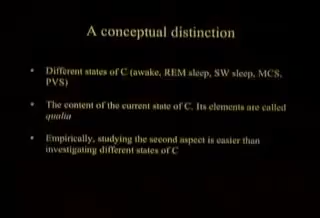 A conceptual distinction
• Different states of C (awake, REM sleep, SW sleep, MCS,
PVS)
• The content of the current state of C. Its elements are called
qualia
• Empirically, studying the second aspect is easier than
investigating different states of C